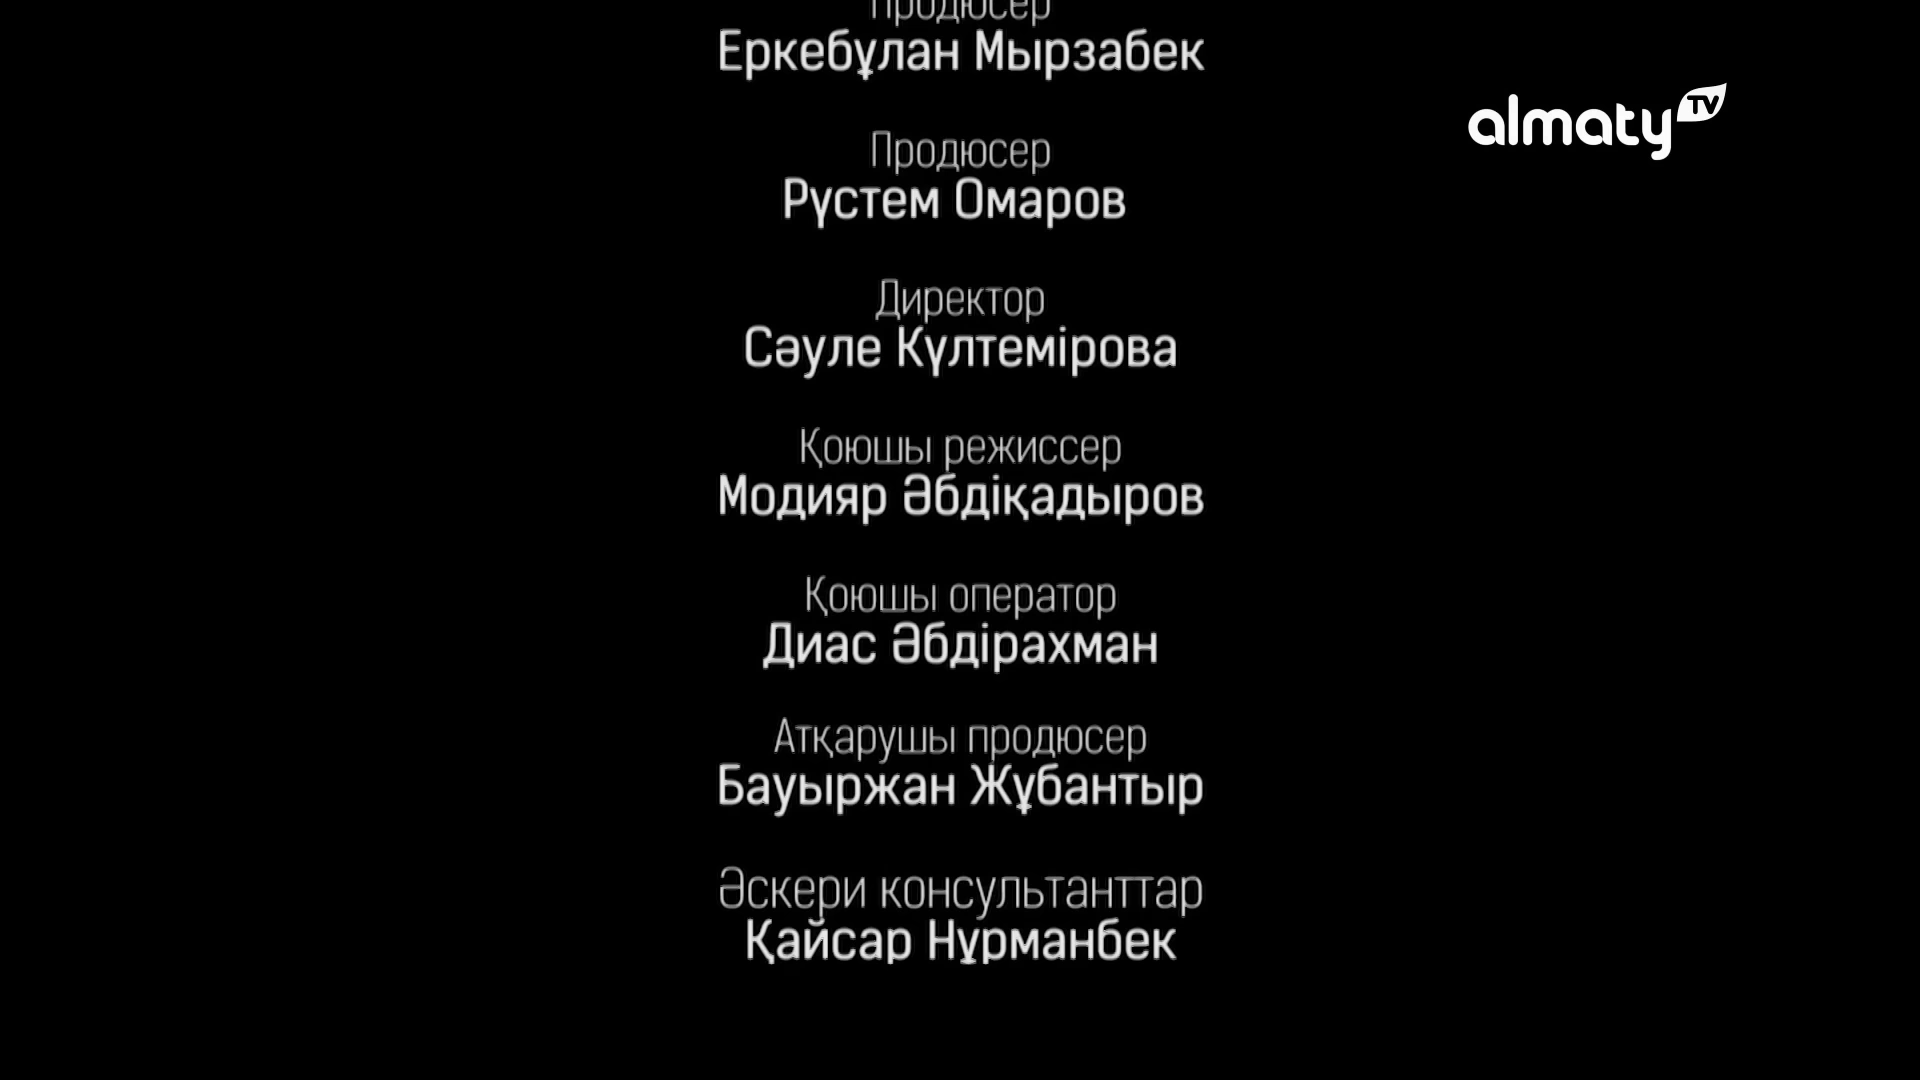 Продюсер
Еркебұлан Мырзабек
almaty TV
Продюсер
Рүстем Омаров
Директор
Сәуле Күлтемірова
Қоюшы режиссер
Модияр Әбдіқадыров
Қоюшы оператор
Диас Әбдірахман
Атқарушы продюсер
Бауыржан Жұбантыр
Әскери консультанттар
Қайсар Нұрманбек